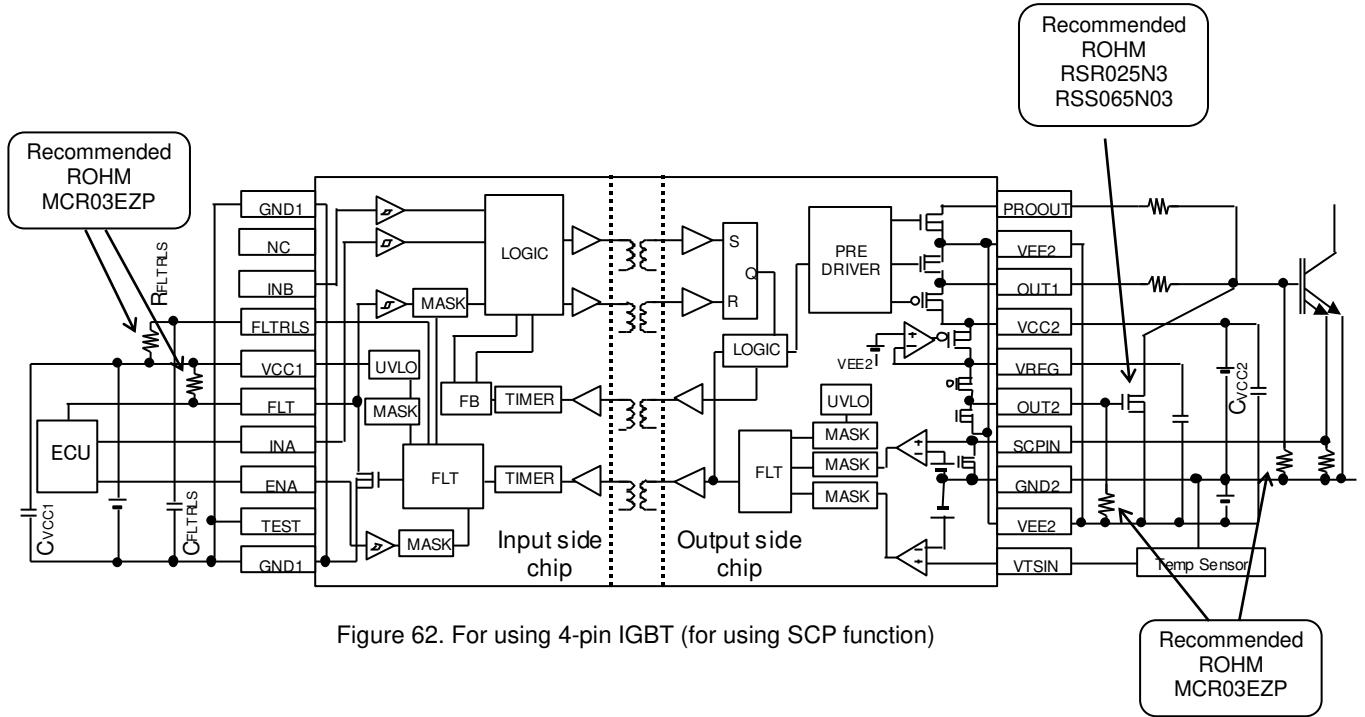 Recommended
ROHM
RSR025N3
RSS065N03
Recommended
ROHM
MCR03EZP
RFLTRLS
CVCC1
CFLTRLS
ECU
GND1
NC
INB
FLTRLS
VCC1
FLT
INA
ENA
TEST
GND1
LOGIC
MASK
UVLO
MASK
FB
TIMER
FLT
TIMER
MASK
Input side
chip
Output side
chip
S
Q
R
LOGIC
PRE
DRIVER
VEE2
UVLO
MASK
MASK
MASK
FLT
PROOUT
VEE2
OUT1
VCC2
VREG
OUT2
SCPIN
GND2
VEE2
VTSIN
CVCC2
Temp Sensor
Recommended
ROHM
MCR03EZP
Figure 62. For using 4-pin IGBT (for using SCP function)